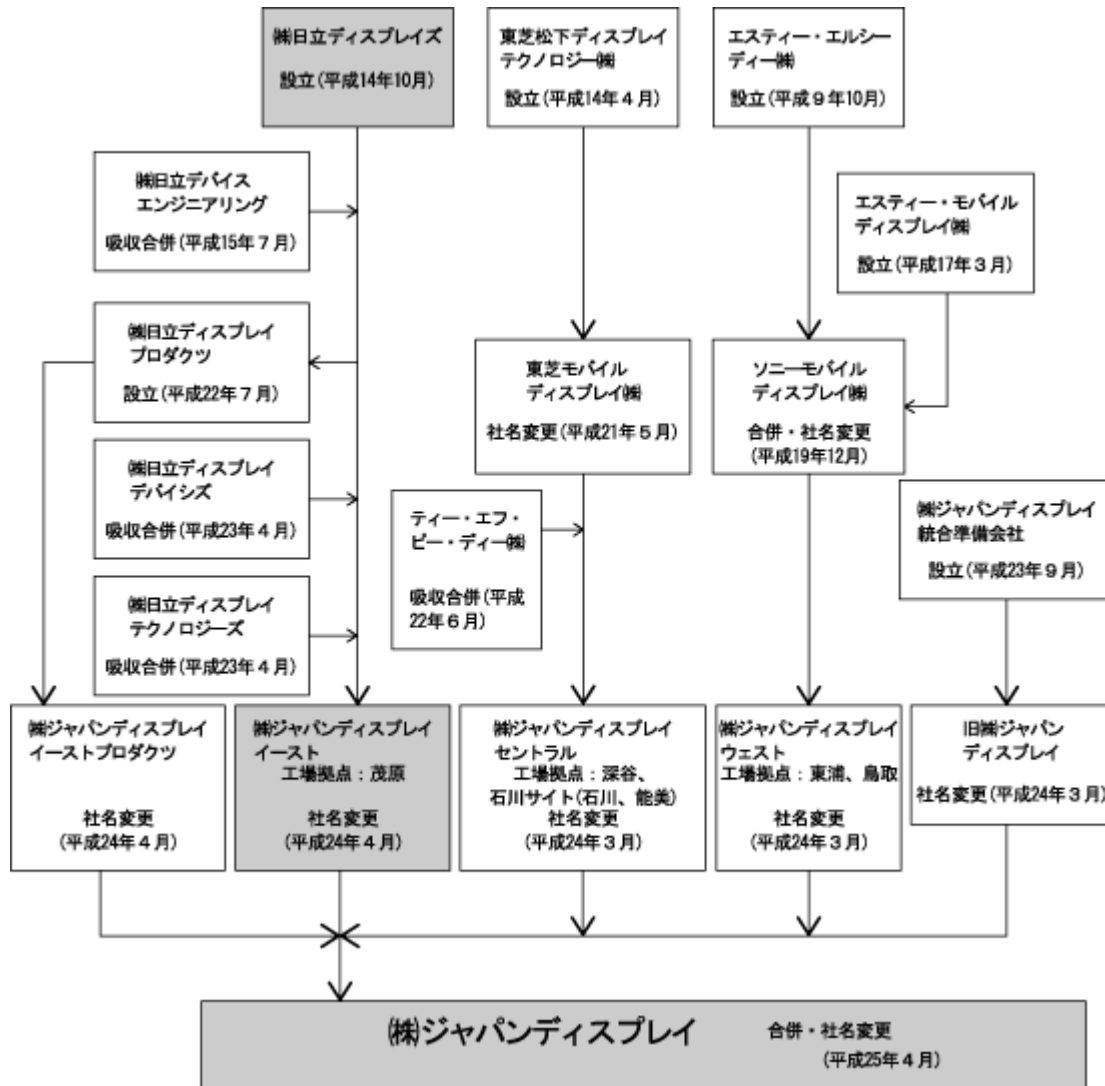 ㈱日立ディスプレイズ
設立(平成14年10月)
東芝松下ディスプレイ
テクノロジー㈱
設立(平成14年４月)
エスティー・エルシー
ディー㈱
設立(平成９年10月)
㈱日立デバイス
エンジニアリング
吸収合併(平成15年７月)
エスティー・モバイル
ディスプレイ㈱
設立(平成17年３月)
㈱日立ディスプレイ
プロダクツ
設立(平成22年７月)
東芝モバイル
ディスプレイ㈱
社名変更(平成21年５月)
ソニーモバイル
ディスプレイ㈱
合併・社名変更
(平成19年12月)
㈱日立ディスプレイ
デバイシズ
吸収合併(平成23年４月)
ティー・エフ・
ピー・ディー㈱
吸収合併(平成
22年６月)
㈱ジャパンディスプレイ
統合準備会社
設立(平成23年９月)
㈱日立ディスプレイ
テクノロジーズ
吸収合併(平成23年４月)
㈱ジャパンディスプレイ
イーストプロダクツ
社名変更
(平成24年４月)
㈱ジャパンディスプレイ
イースト
工場拠点：茂原
社名変更
(平成24年４月)
㈱ジャパンディスプレイ
セントラル
工場拠点：深谷、
石川サイト(石川、能美)
社名変更
(平成24年３月)
㈱ジャパンディスプレイ
ウェスト
工場拠点：東浦、鳥取
社名変更
(平成24年３月)
旧㈱ジャパン
ディスプレイ
社名変更(平成24年３月)
㈱ジャパンディスプレイ 合併・社名変更
(平成25年４月)